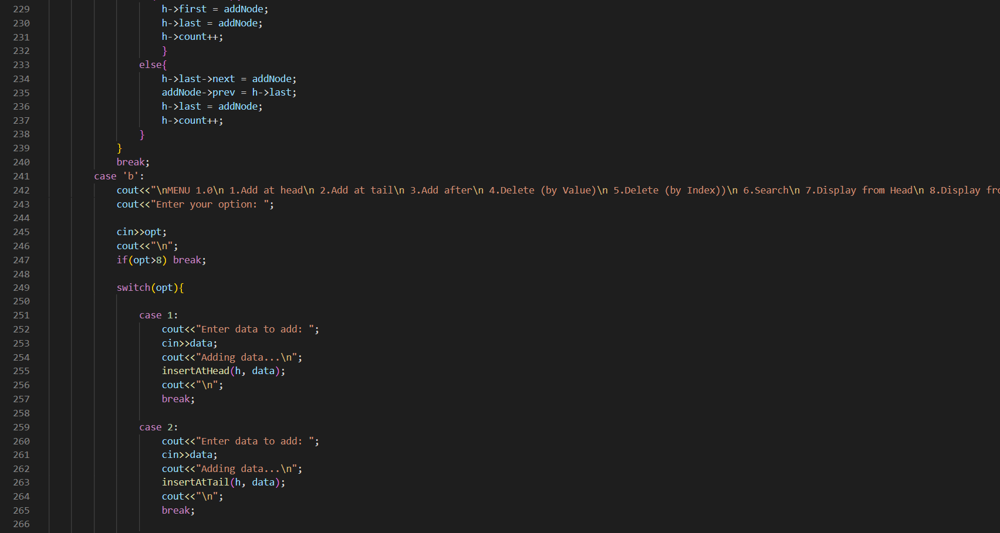 229 h->first = addNode;
230 h->last = addNode;
231 h->count++;
232 }
233 else{
234 h->last->next = addNode;
235 addNode->prev = h->last;
236 h->last = addNode;
237 h->count++;
238 }
239 }
240 break;
241 case 'b':
242 cout<<"\nMENU 1.0\n 1.Add at head\n 2.Add at tail\n 3.Add after\n 4.Delete (by Value)\n 5.Delete (by Index))\n 6.Search\n 7.Display from Head\n 8.Display
243 cout<<"Enter your option: ";
244
245 cin>>opt;
246 cout<<"\n";
247 if(opt>8) break;
248
249 switch(opt){
250
251 case 1:
252 cout<<"Enter data to add: ";
253 cin>>data;
254 cout<<"Adding data...\n";
255 insertAtHead(h, data);
256 cout<<"\n";
257 break;
258
259 case 2:
260 cout<<"Enter data to add: ";
261 cin>>data;
262 cout<<"Adding data...\n";
263 insertAtTail(h, data);
264 cout<<"\n";
265 break;
266